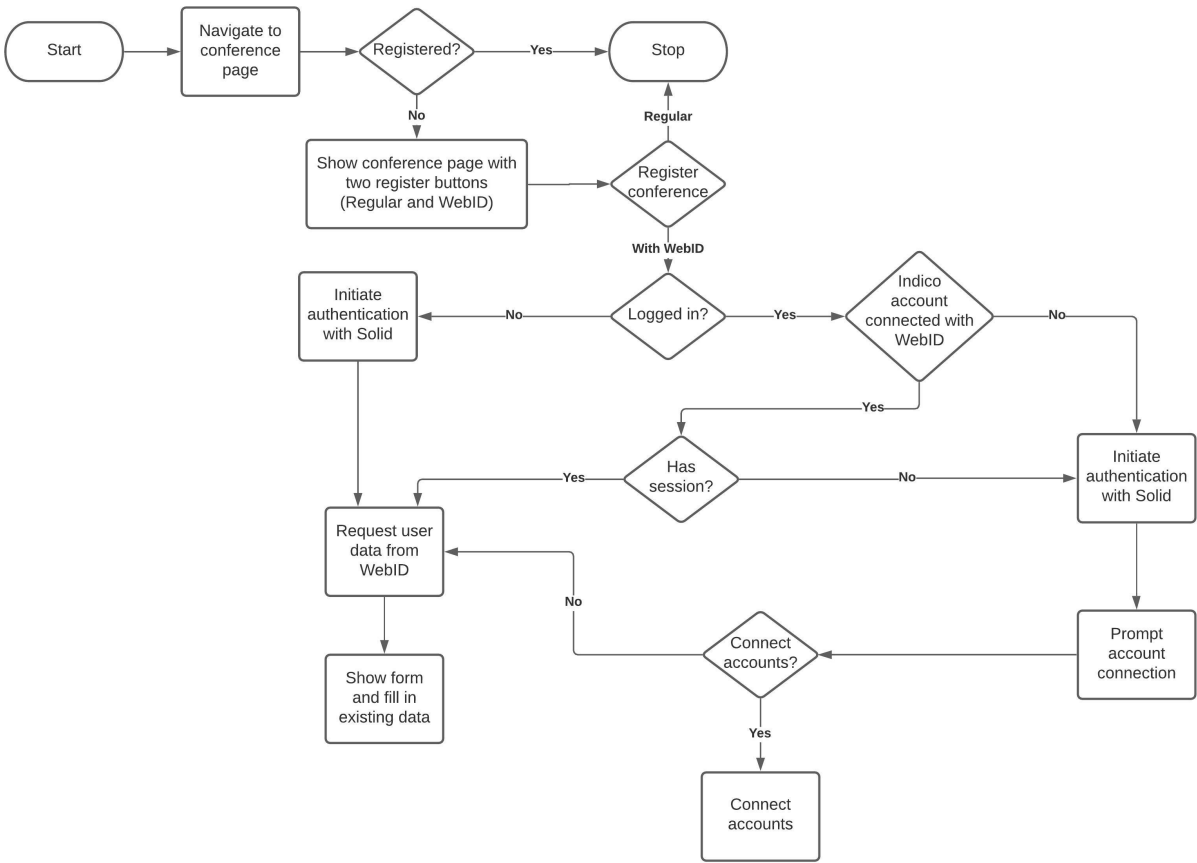 Start
Navigate to
conference
page
Registered?
Yes
Stop
No
Regular
Show conference page with
two register buttons
(Regular and WebID)
Register
conference
With WebID
Initiate
authentication
with Solid
No
Logged in?
Yes
Indico
account
connected with
WebID
No
Yes
Has
session?
Yes
No
Initiate
authentication
with Solid
Request user
data from
WebID
No
Connect
accounts?
Prompt
account
connection
Show form
and fill in
existing data
Yes
Connect
accounts